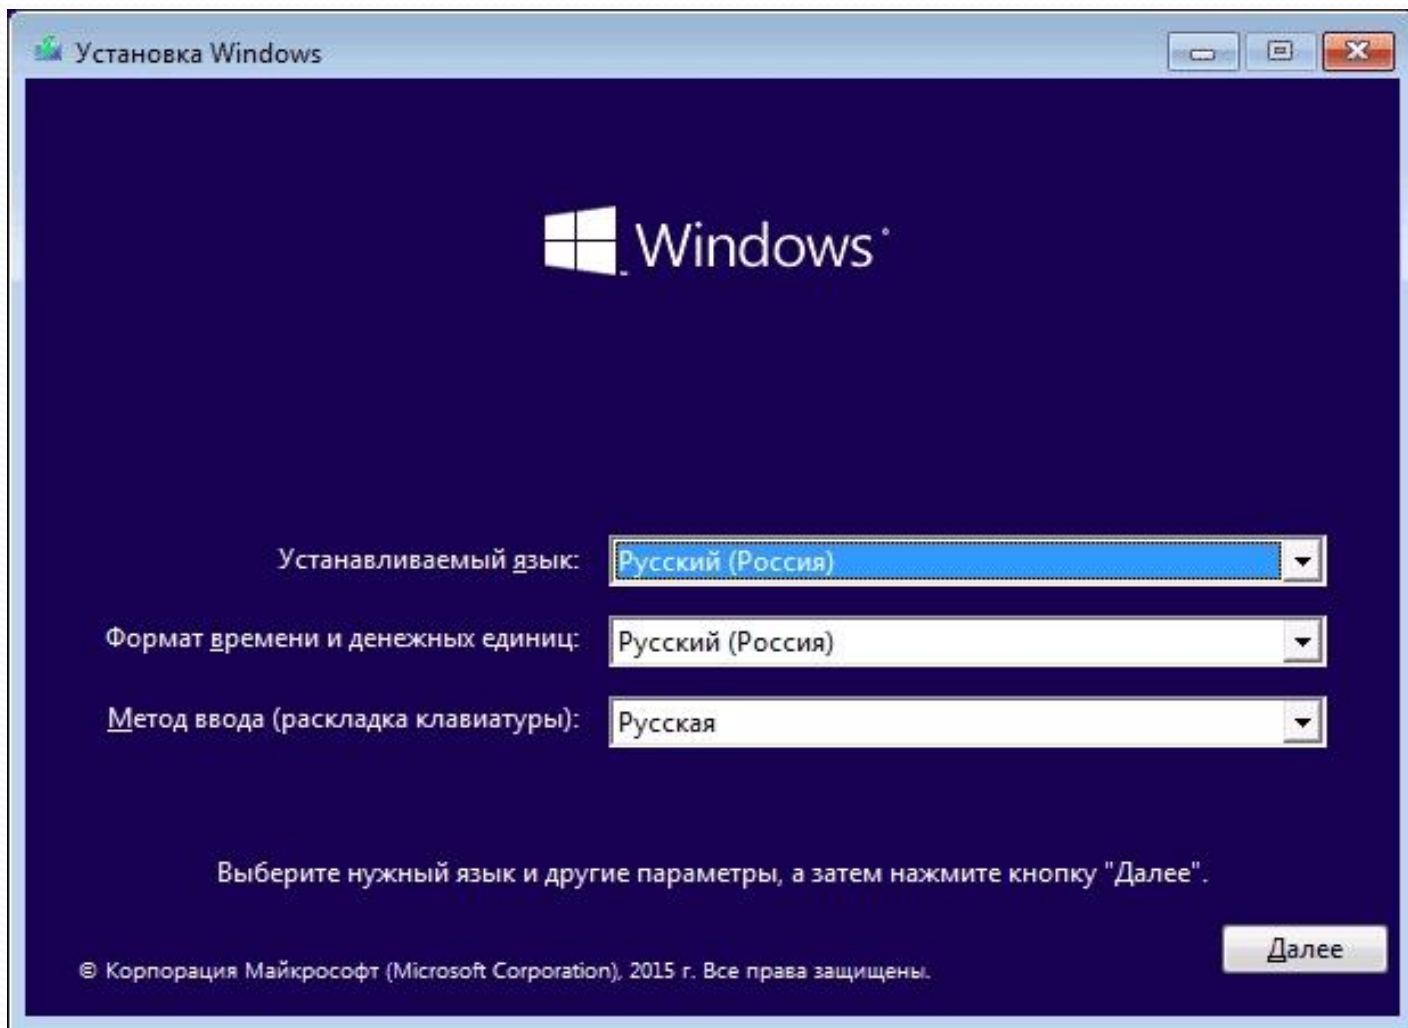 Установка Windows
Windows
Устанавливаемый язык: Русский (Россия)
Формат времени и денежных единиц: Русский (Россия)
Метод ввода (раскладка клавиатуры): Русская
Выберите нужный язык и другие параметры, а затем нажмите кнопку "Далее".
Далее
© Корпорация Майкрософт (Microsoft Corporation), 2015 г. Все права защищены.